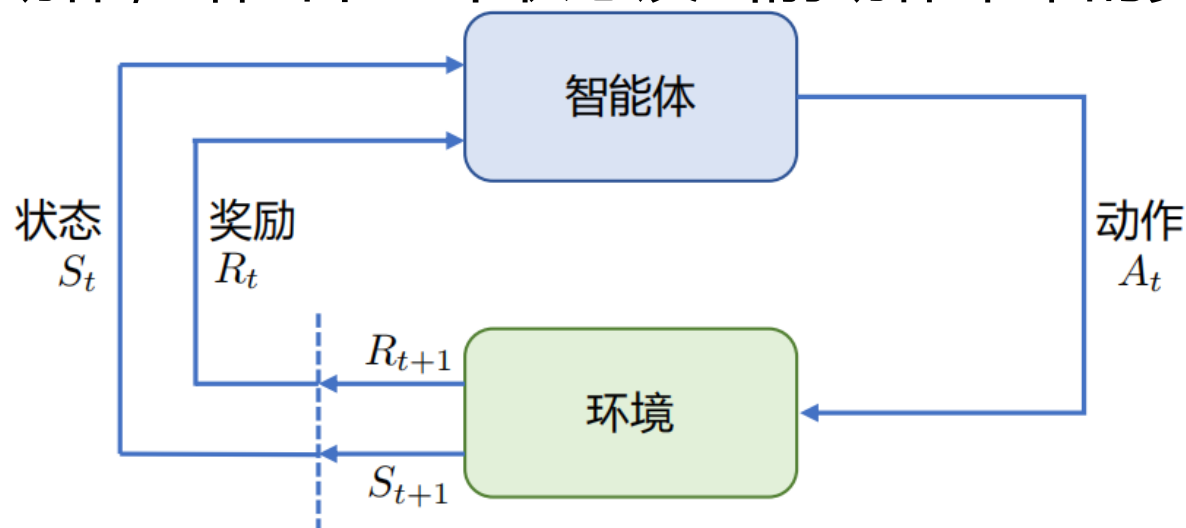 智能体
状态
S_t
奖励
R_t
动作
A_t
R_{t+1}
环境
S_{t+1}